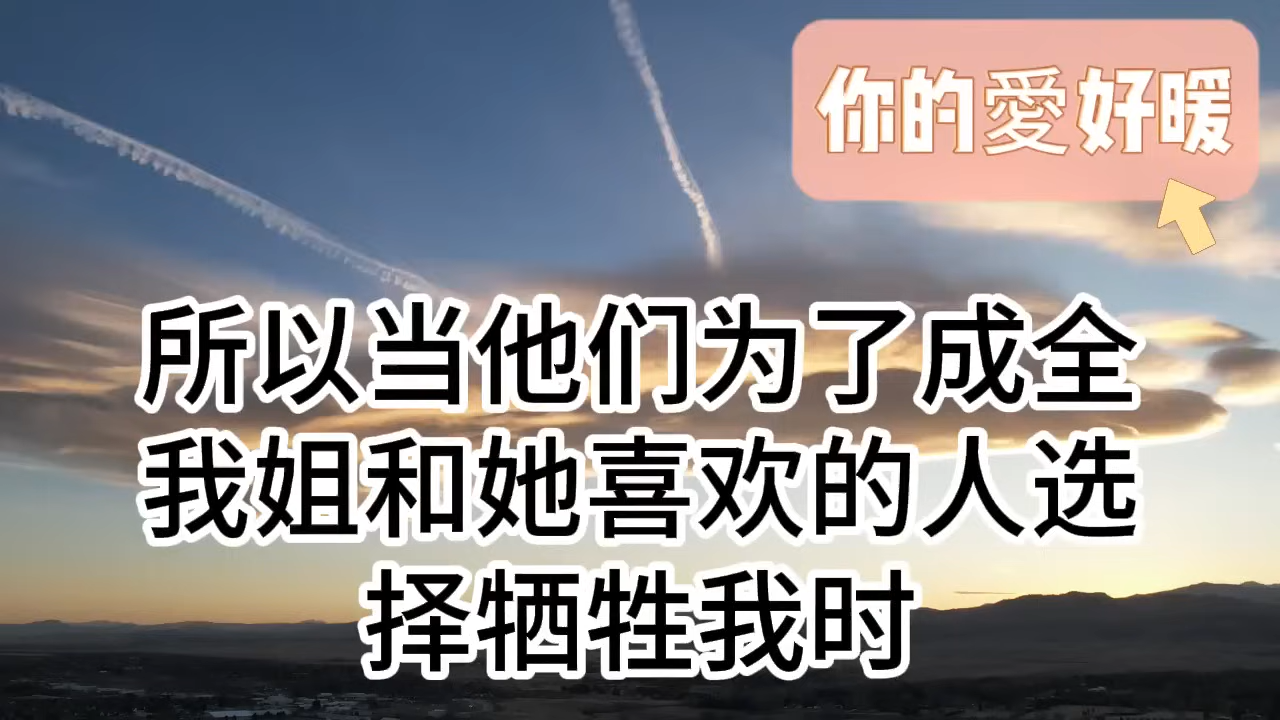 你的愛好暖
所以当他们为了成全
我姐和她喜欢的人选
择牺牲我时